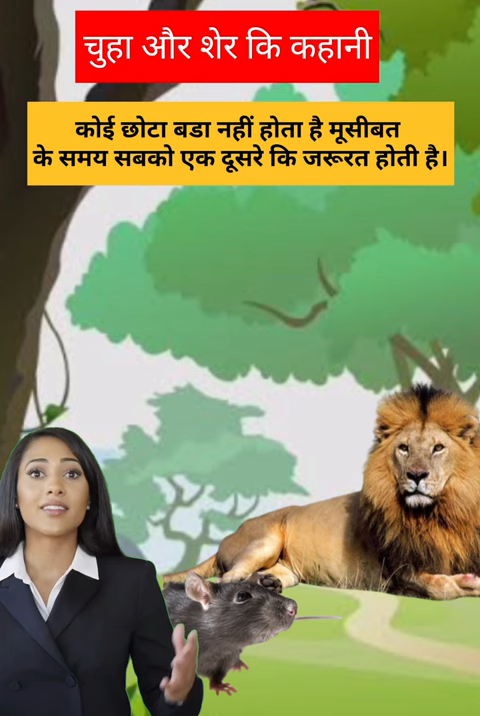 चुहा और शेर कि कहानी
कोई छोटा बडा नहीं होता है मूसीबत
के समय सबको एक दूसरे कि जरूरत होती है।